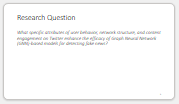 Research Question
What specific attributes of user behavior, network structure, and content
engagement on Twitter enhance the efficacy of Graph Neural Network
(GNN)-based models for detecting fake news?